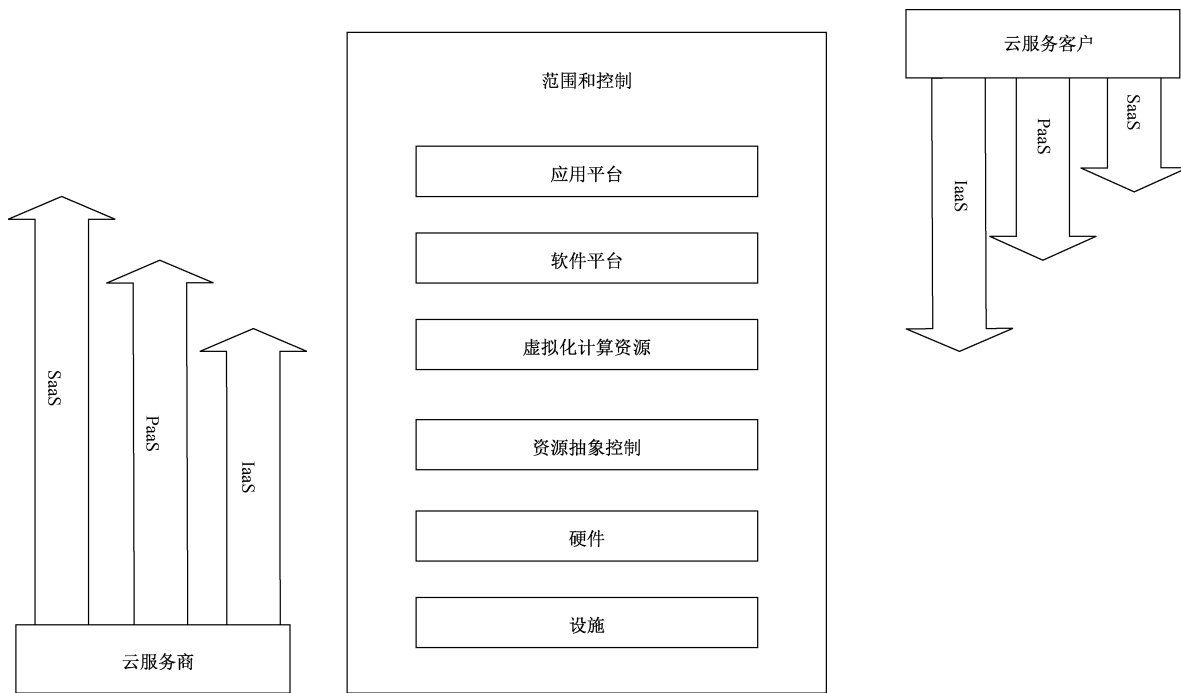 云服务客户
范围和控制
SaaS
PaaS
IaaS
应用平台
软件平台
虚拟化计算资源
资源抽象控制
硬件
设施
SaaS
PaaS
IaaS
云服务商